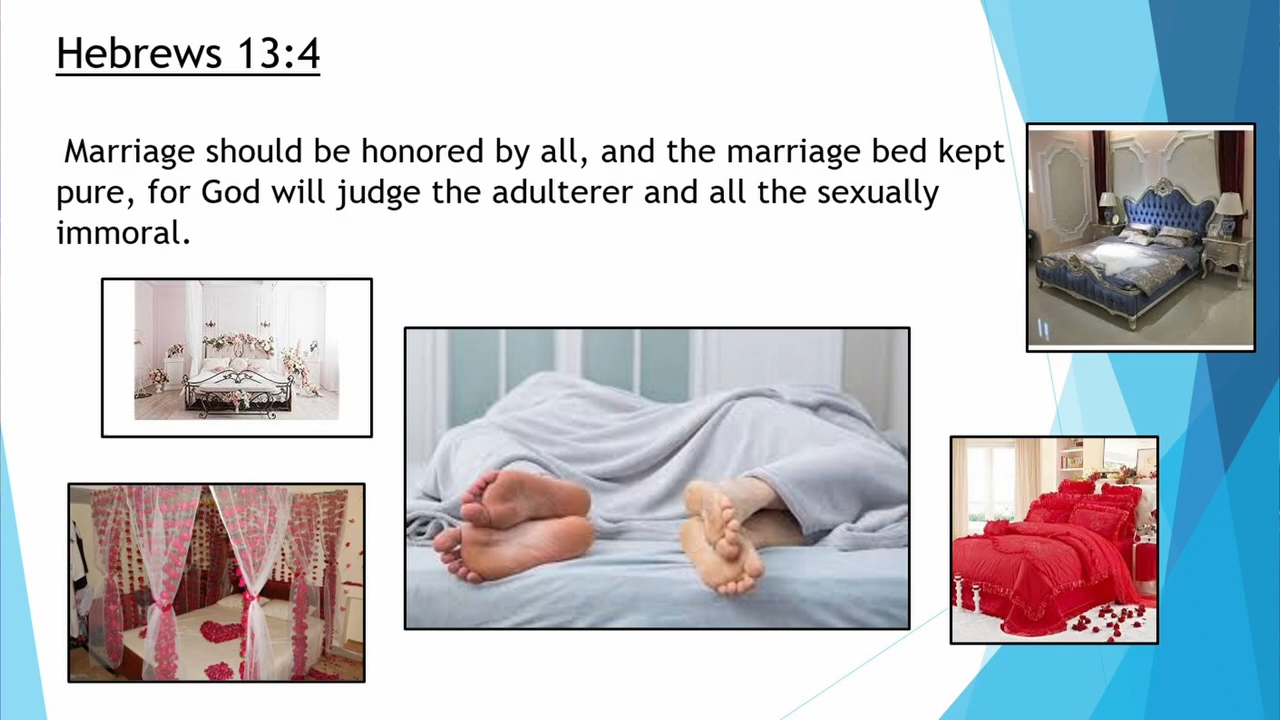 Hebrews 13:4
Marriage should be honored by all, and the marriage bed kept
pure, for God will judge the adulterer and all the sexually
immoral.